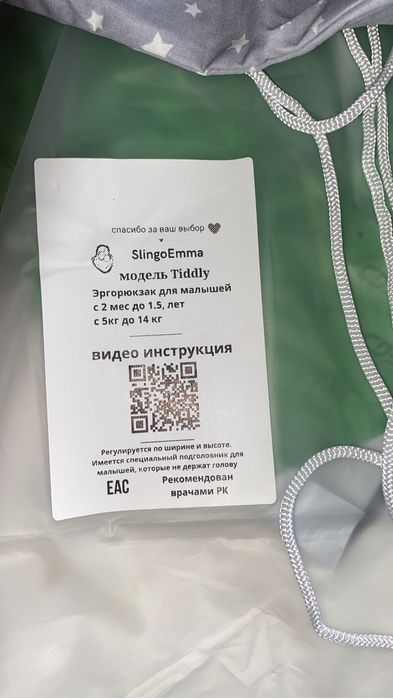 спасибо за ваш выбор
SlingoEmma
модель Tiddly
Эргорюкзак для малышей
с 2 мес до 1.5, лет
с 5кг до 14 кг
видео инструкция
Регулируется по ширине и высоте.
Имеется специальный подголовник для
малышей, которые не держат голову
EAC
Рекомендован
врачами РК